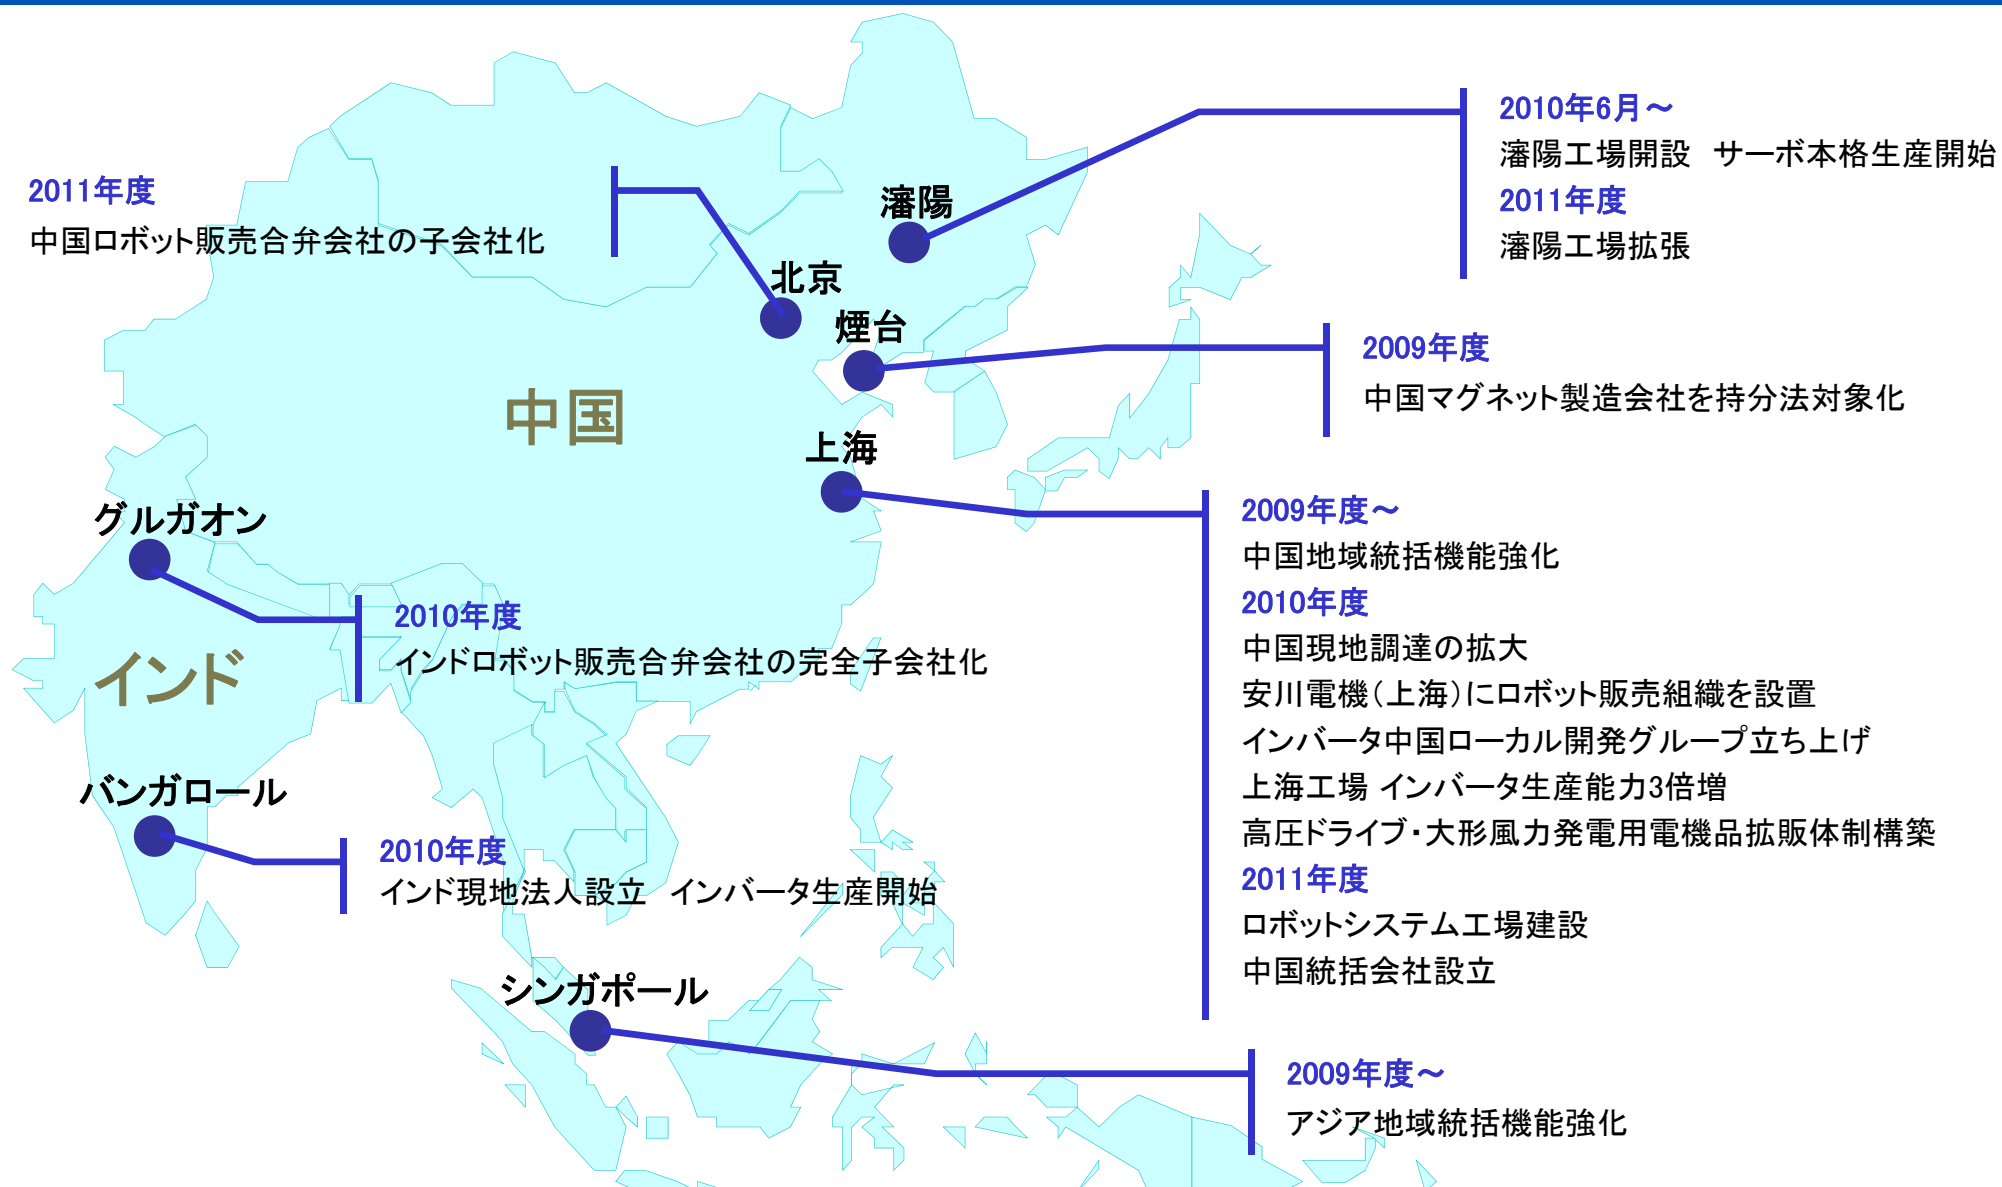 2010年6月～
瀋陽工場開設　サーボ本格生産開始
2011年度
瀋陽工場拡張
瀋陽
2011年度
中国ロボット販売合弁会社の子会社化
北京
煙台
2009年度
中国マグネット製造会社を持分法対象化
中国
上海
2009年度～
中国地域統括機能強化
2010年度
中国現地調達の拡大
安川電機（上海）にロボット販売組織を設置
インバータ中国ローカル開発グループ立ち上げ
上海工場 インバータ生産能力3倍増
高圧ドライブ・大形風力発電用電機品拡販体制構築
2011年度
ロボットシステム工場建設
中国統括会社設立
グルガオン
2010年度
インドロボット販売合弁会社の完全子会社化
インド
バンガロール
2010年度
インド現地法人設立　インバータ生産開始
シンガポール
2009年度～
アジア地域統括機能強化